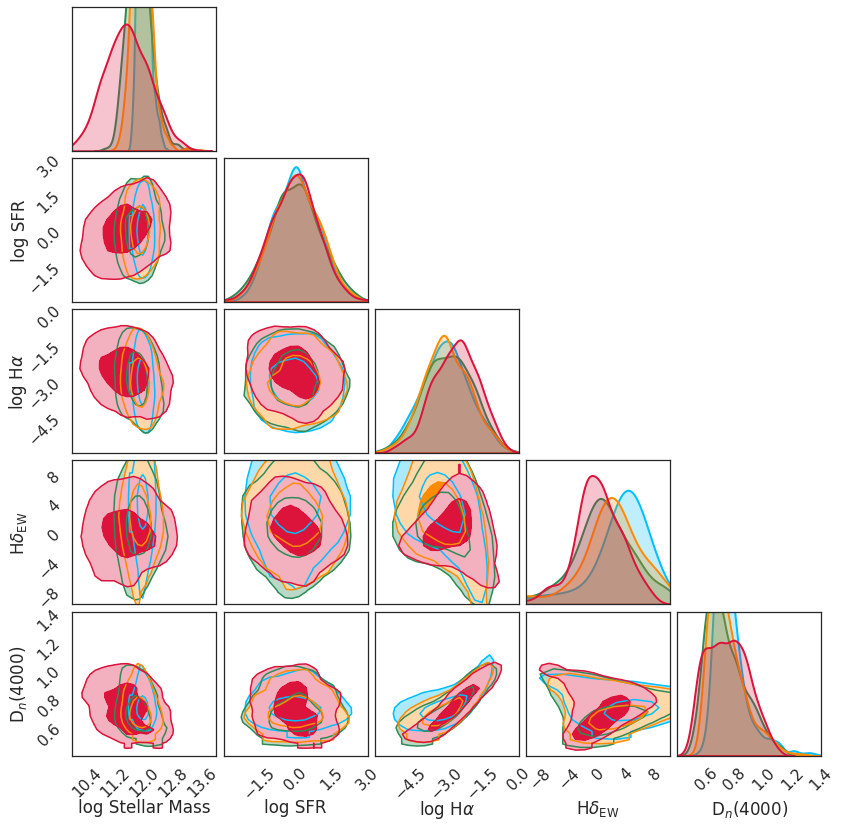 3.0
1.5
0.0
−1.5
log SFR
0.0
−1.5
−3.0
−4.5
log Hα
8
4
0
−4
−8
Hδ_EW
1.4
1.2
1.0
0.8
0.6
D_n(4000)
10.4 11.2 12.0 12.8 13.6
−1.5 0.0 1.5 3.0
−4.5 −3.0 −1.5 0.0
−8 −4 0 4 8
0.6 0.8 1.0 1.2 1.4
log Stellar Mass
log SFR
log Hα
Hδ_EW
D_n(4000)